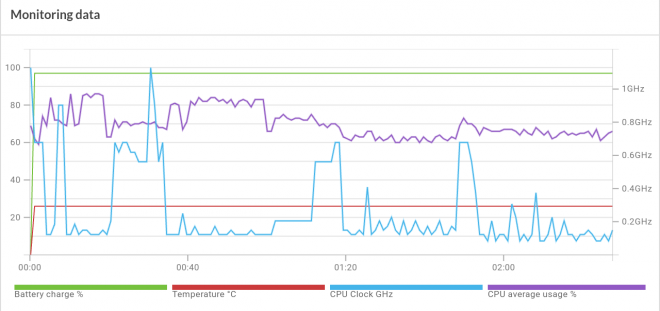 Monitoring data
100
80
60
40
20
1GHz
0.8GHz
0.6GHz
0.4GHz
0.2GHz
00:00 00:40 01:20 02:00
Battery charge % Temperature °C CPU Clock GHz CPU average usage %